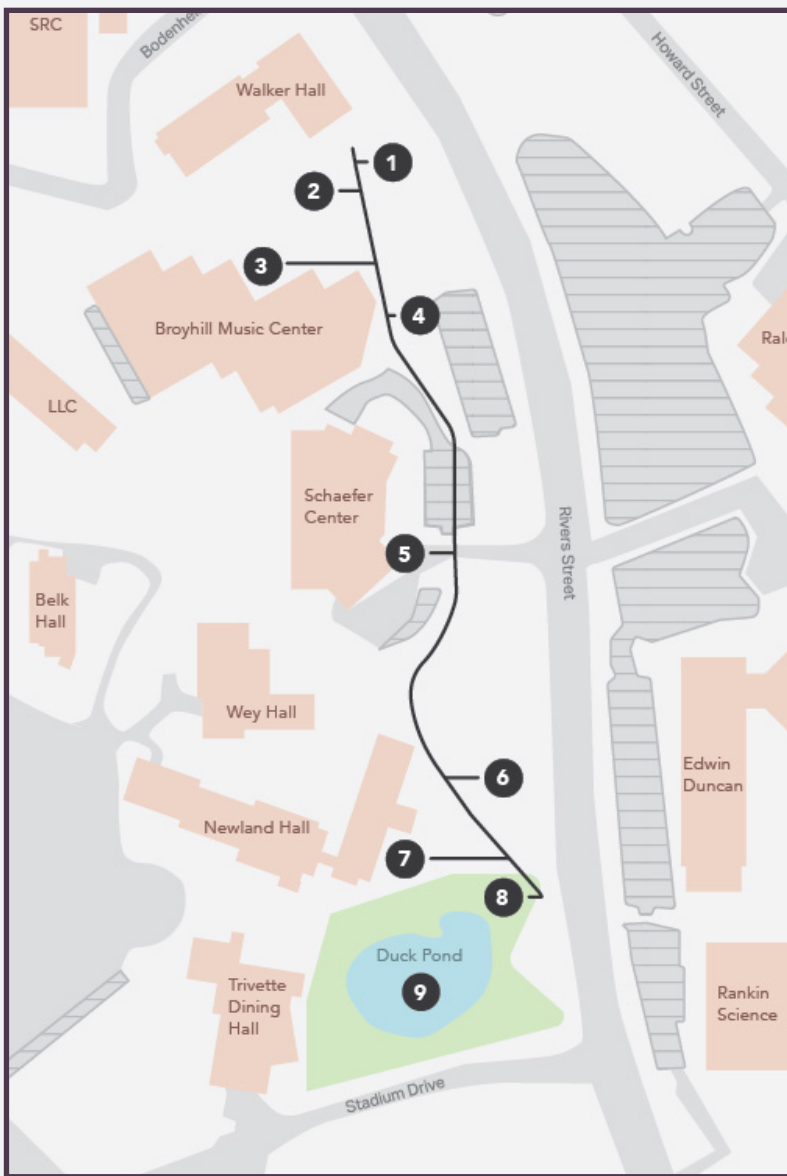 SRC
Walker Hall
Howard Street
1
2
3
4
Broyhill Music Center
LLC
Schaefer
Center
Rivers Street
5
Belk
Hall
Wey Hall
6
Edwin
Duncan
Newland Hall
7
8
Duck Pond
9
Trivette
Dining
Hall
Rankin
Science
Stadium Drive